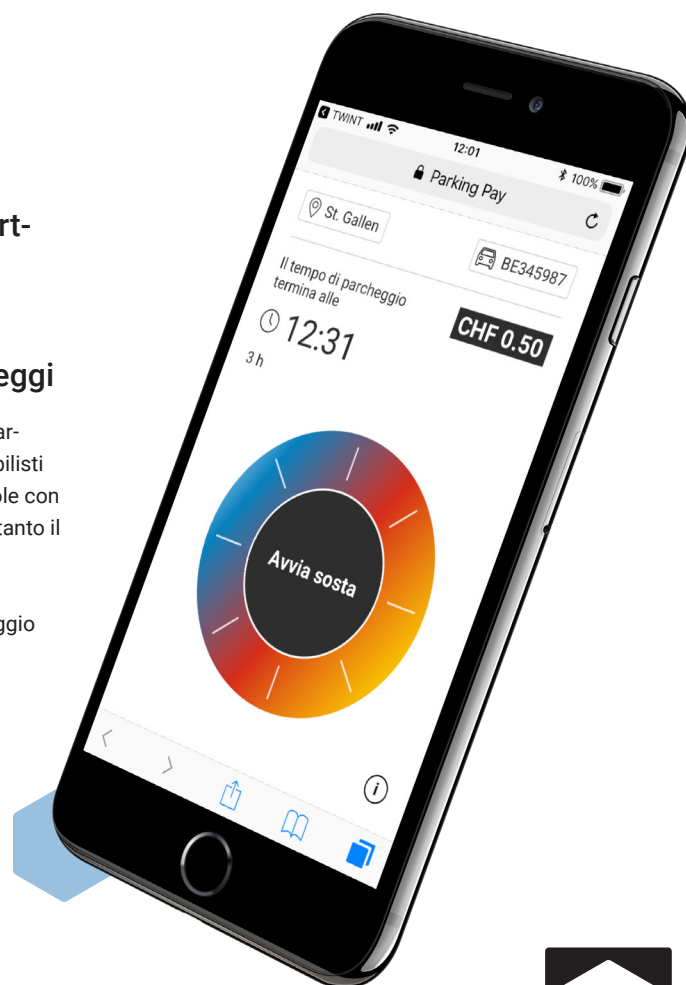 rt-
eggi
ar-
bilisti
ole con
tanto il
ggio
TWINT
12:01
100%
Parking Pay
St. Gallen
BE345987
Il tempo di parcheggio
termina alle
12:31
CHF 0.50
3 h
Avvia sosta
i